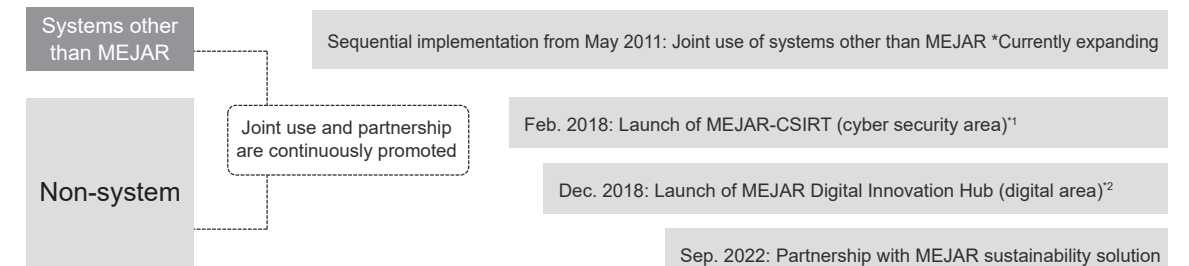 Systems other
than MEJAR
Sequential implementation from May 2011: Joint use of systems other than MEJAR *Currently expanding
Joint use and partnership
are continuously promoted
Non-system
Feb. 2018: Launch of MEJAR-CSIRT (cyber security area)*1
Dec. 2018: Launch of MEJAR Digital Innovation Hub (digital area)*2
Sep. 2022: Partnership with MEJAR sustainability solution